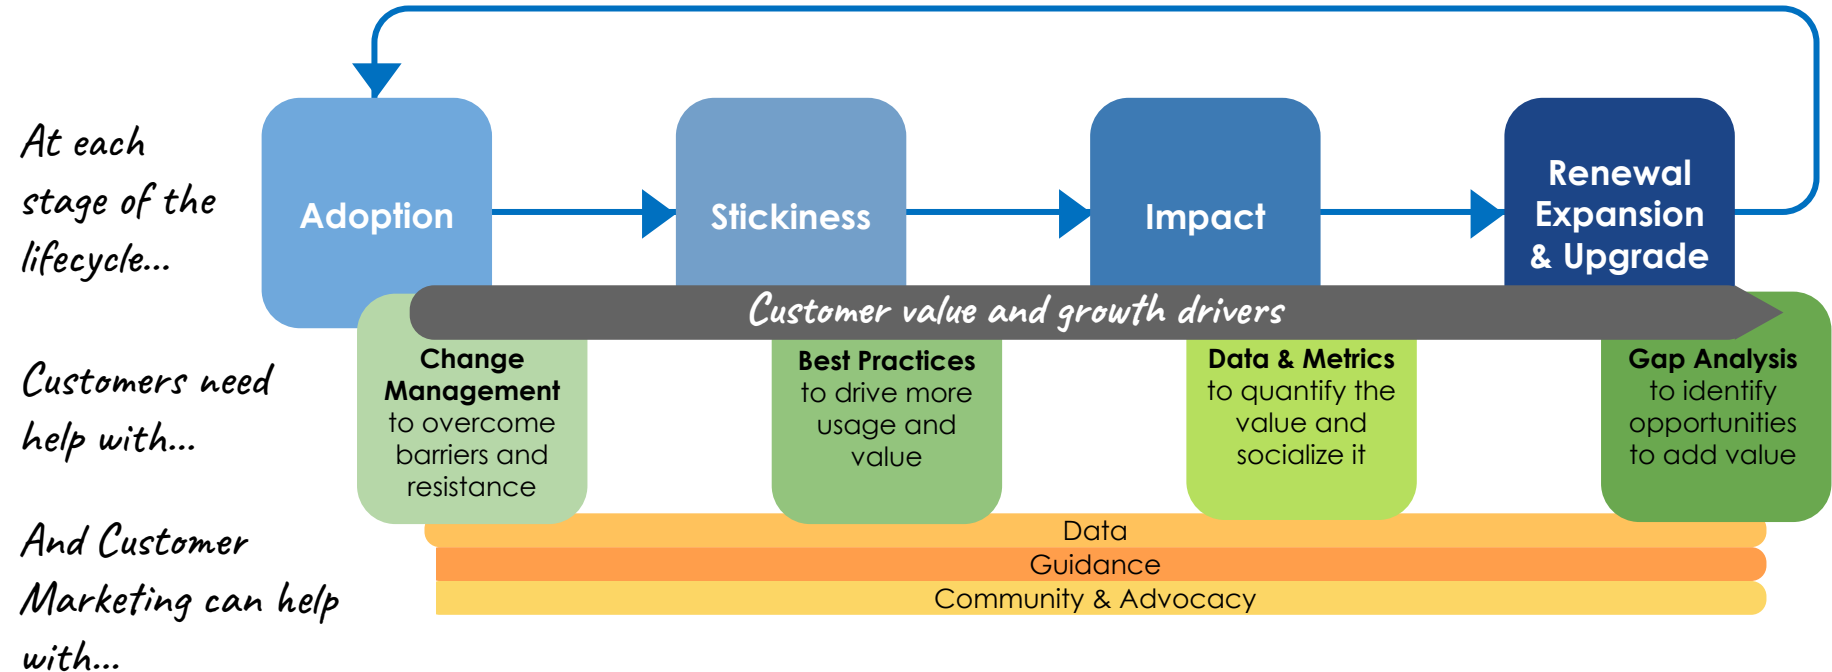 At each
stage of the
lifecycle...
Adoption
Stickiness
Impact
Renewal
Expansion
& Upgrade
Customer value and growth drivers
Customers need
help with...
Change
Management
to overcome
barriers and
resistance
Best Practices
to drive more
usage and
value
Data & Metrics
to quantify the
value and
socialize it
Gap Analysis
to identify
opportunities
to add value
And Customer
Marketing can help
with...
Data
Guidance
Community & Advocacy